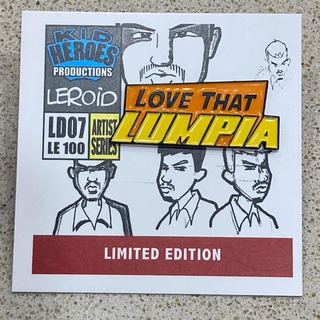 KID
HEROES
PRODUCTIONS
LEROiD
LD07
LE 100
ARTIST
SERIES
LOVE THAT
LUMPIA
LIMITED EDITION